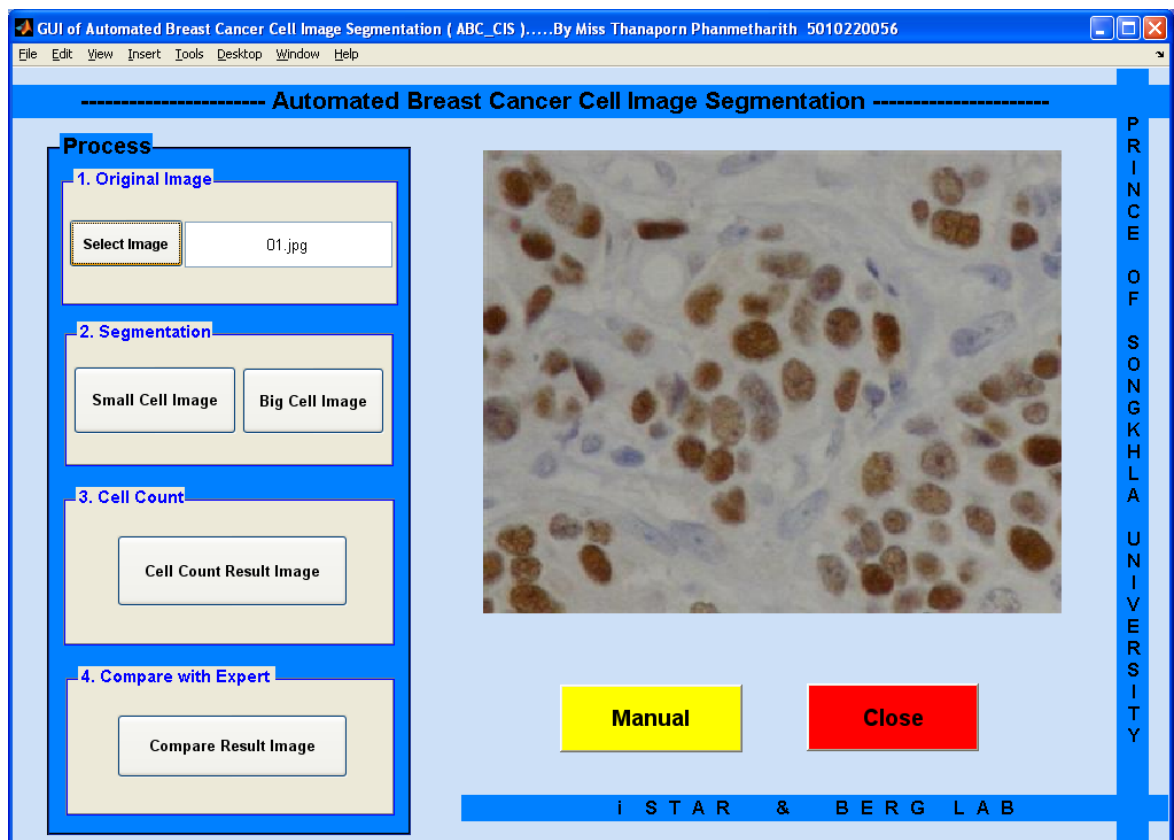 GUI of Automated Breast Cancer Cell Image Segmentation ( ABC_CIS ).....By Miss Thanaporn Phanmetharith 5010220056
File Edit View Insert Tools Desktop Window Help
----------------------- Automated Breast Cancer Cell Image Segmentation ----------------------
Process
1. Original Image
Select Image
01.jpg
2. Segmentation
Small Cell Image
Big Cell Image
3. Cell Count
Cell Count Result Image
4. Compare with Expert
Compare Result Image
Manual
Close
i STAR & BERG LAB
PRINCE OF SONGKHLA UNIVERSITY